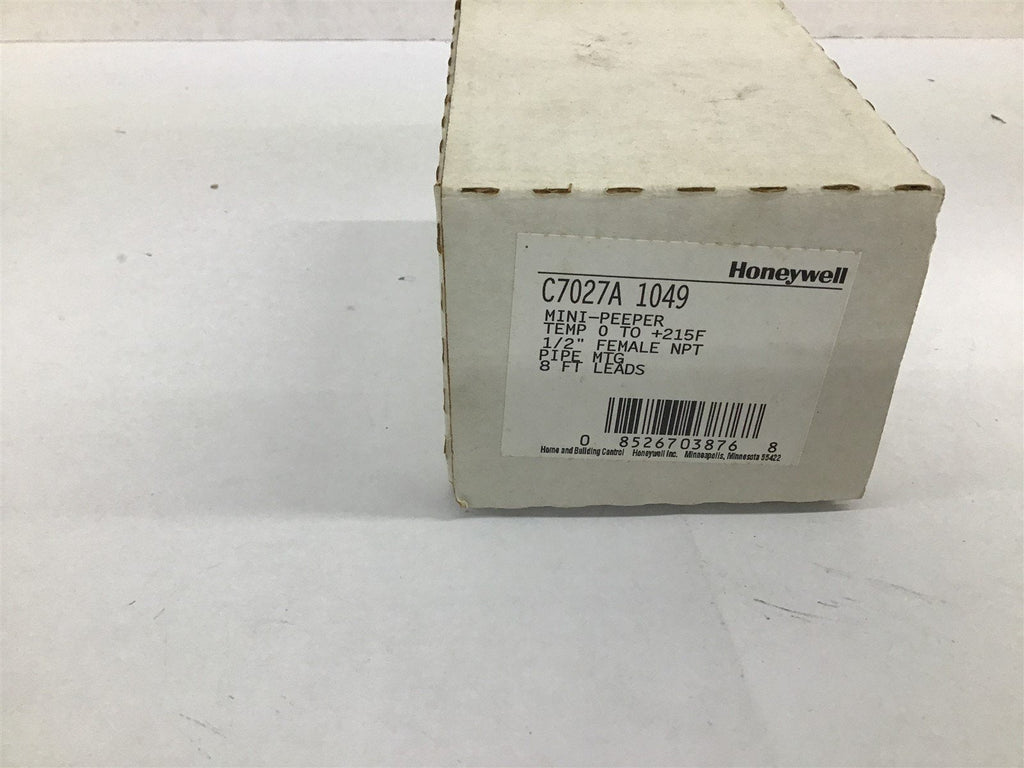 Honeywell
C7027A 1049
MINI-PEEPER
TEMP 0 TO +215F
1/2" FEMALE NPT
PIPE MTG
8 FT LEADS
0 8526703876 8
Home and Building Control Honeywell Inc. Minneapolis, Minnesota 55422